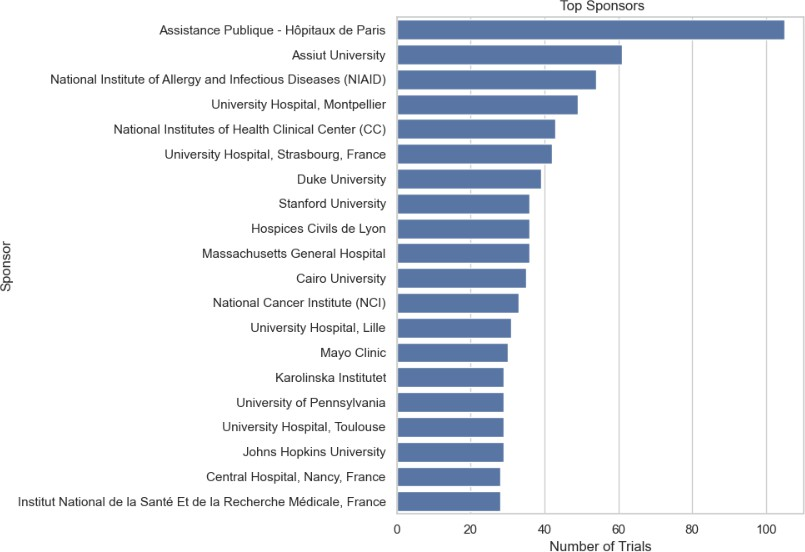 Top Sponsors
Sponsor
Assistance Publique - Hôpitaux de Paris
Assiut University
National Institute of Allergy and Infectious Diseases (NIAID)
University Hospital, Montpellier
National Institutes of Health Clinical Center (CC)
University Hospital, Strasbourg, France
Duke University
Stanford University
Hospices Civils de Lyon
Massachusetts General Hospital
Cairo University
National Cancer Institute (NCI)
University Hospital, Lille
Mayo Clinic
Karolinska Institutet
University of Pennsylvania
University Hospital, Toulouse
Johns Hopkins University
Central Hospital, Nancy, France
Institut National de la Santé Et de la Recherche Médicale, France
0 20 40 60 80 100
Number of Trials